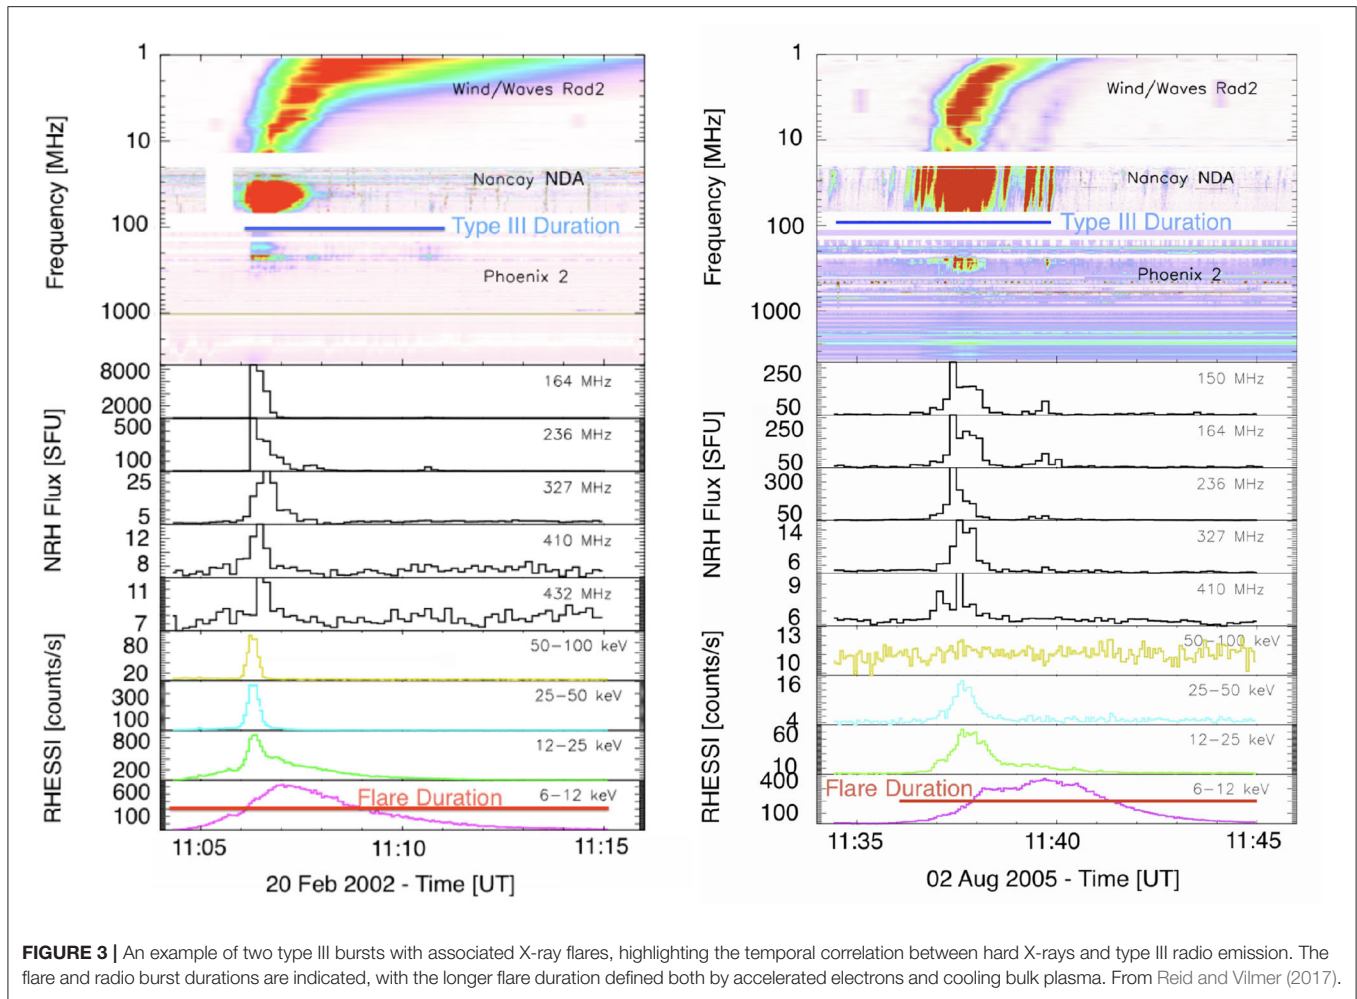 1
10
100
1000
Frequency [MHz]
Frequency [MHz]
Wind/Waves Rad2
Nancay NDA
Type III Duration
Phoenix 2
NRH Flux [SFU]
8000
2000
164 MHz
500
100
236 MHz
25
5
327 MHz
12
8
410 MHz
11
7
432 MHz
RHESSI [counts/s]
80
20
50-100 keV
300
100
25-50 keV
800
200
12-25 keV
600
100
Flare Duration
6-12 keV
11:05
11:10
11:15
20 Feb 2002 - Time [UT]
1
10
100
1000
Frequency [MHz]
Frequency [MHz]
Wind/Waves Rad2
Nancay NDA
Type III Duration
Phoenix 2
NRH Flux [SFU]
250
50
150 MHz
250
50
164 MHz
300
50
236 MHz
14
6
327 MHz
9
6
410 MHz
RHESSI [counts/s]
13
10
50-100 keV
16
4
25-50 keV
60
10
12-25 keV
400
100
Flare Duration
6-12 keV
11:35
11:40
11:45
02 Aug 2005 - Time [UT]
FIGURE 3 | An example of two type III bursts with associated X-ray flares, highlighting the temporal correlation between hard X-rays and type III radio emission. The
flare and radio burst durations are indicated, with the longer flare duration defined both by accelerated electrons and cooling bulk plasma. From Reid and Vilmer (2017).